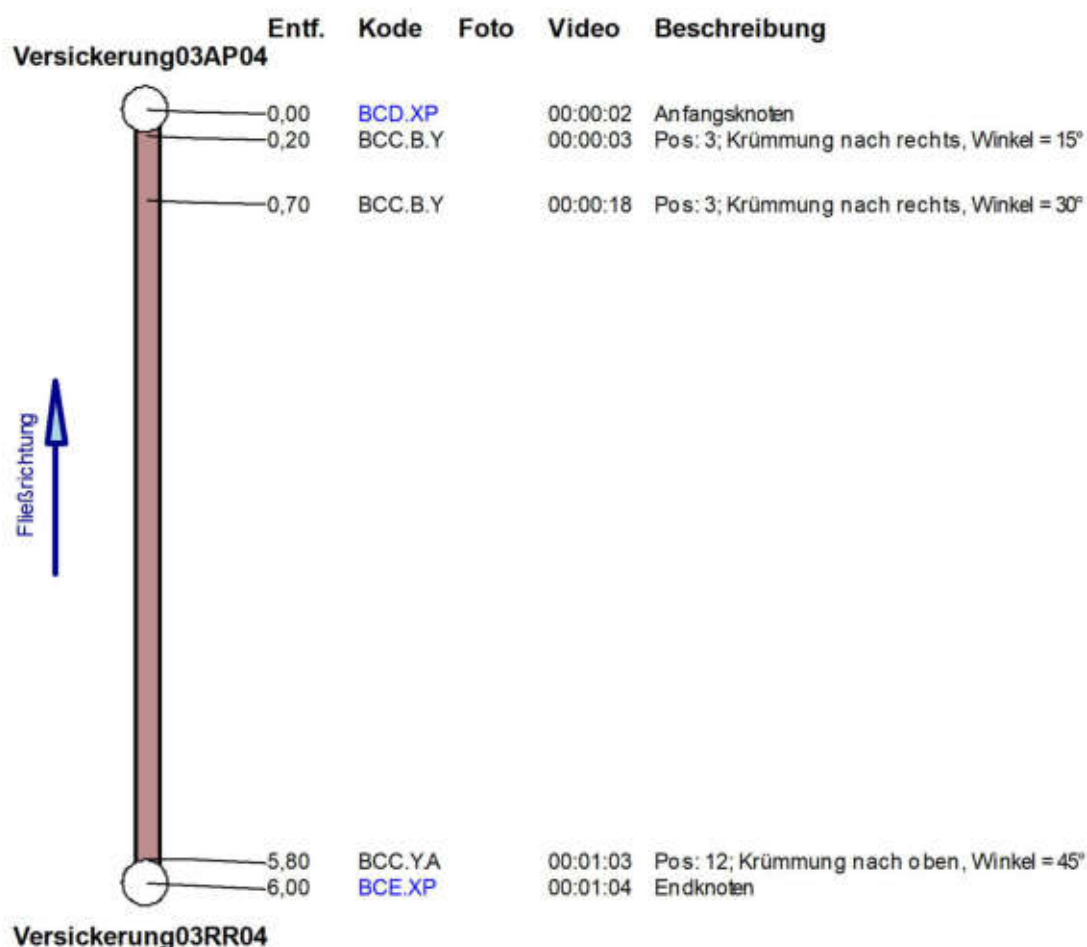 Entf. Kode Foto Video Beschreibung
Versickerung03AP04
0,00 BCD.XP 00:00:02 Anfangsknoten
0,20 BCC.B.Y 00:00:03 Pos: 3; Krümmung nach rechts, Winkel = 15°
0,70 BCC.B.Y 00:00:18 Pos: 3; Krümmung nach rechts, Winkel = 30°
Fließrichtung
5,80 BCC.Y.A 00:01:03 Pos: 12; Krümmung nach oben, Winkel = 45°
6,00 BCE.XP 00:01:04 Endknoten
Versickerung03RR04